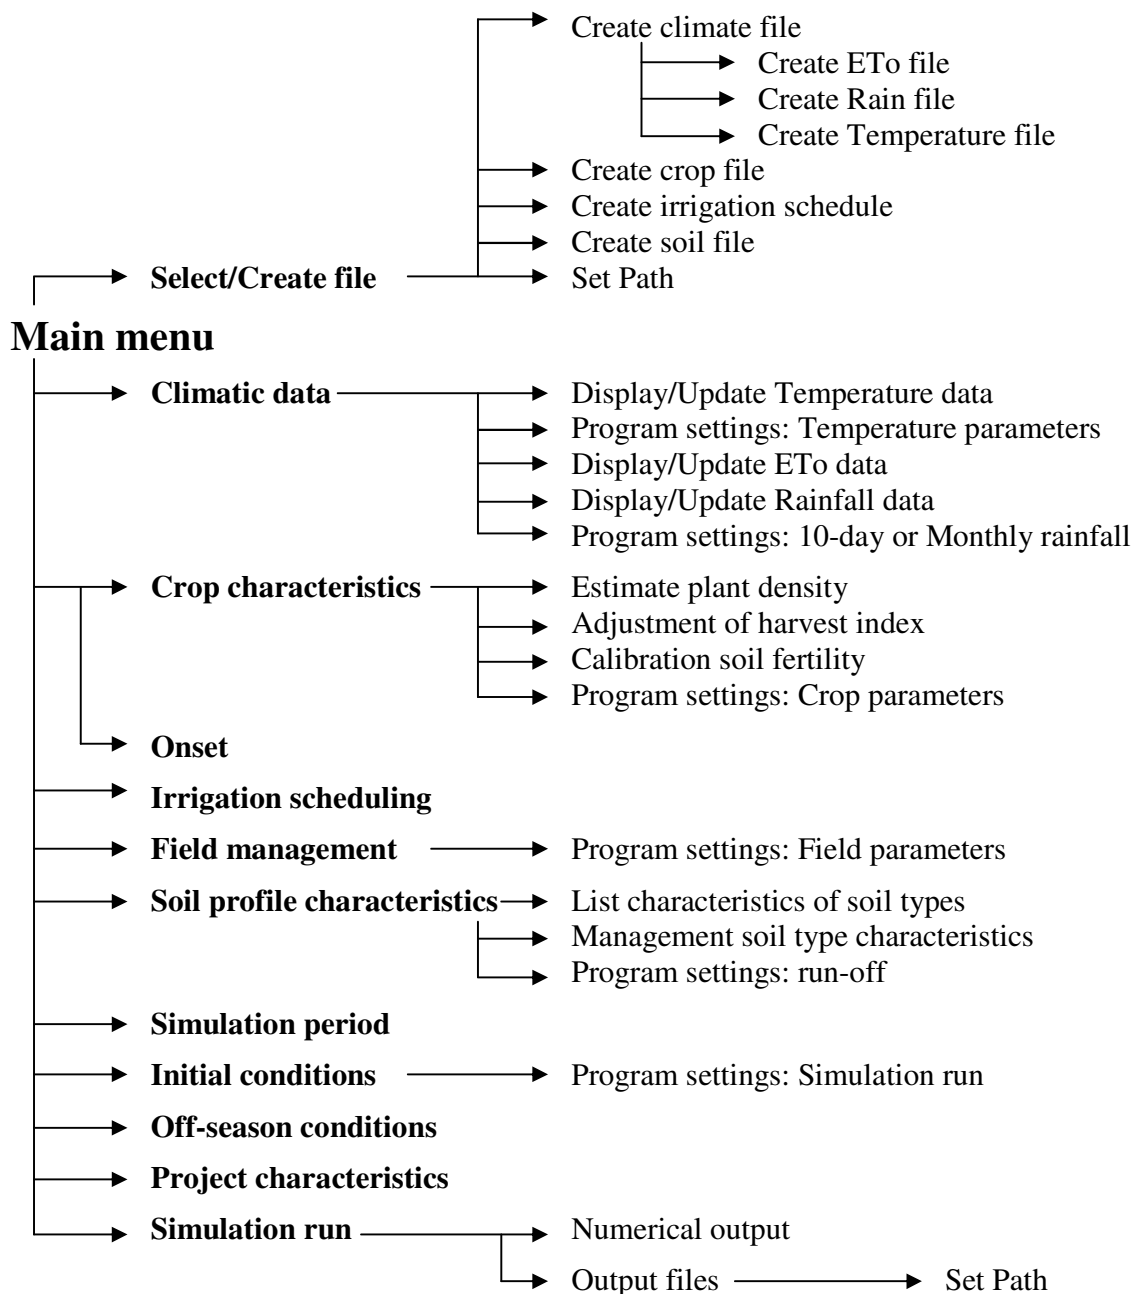 Create climate file
Create ETo file
Create Rain file
Create Temperature file
Create crop file
Create irrigation schedule
Create soil file
Select/Create file Set Path
Main menu
Climatic data Display/Update Temperature data
Program settings: Temperature parameters
Display/Update ETo data
Display/Update Rainfall data
Program settings: 10-day or Monthly rainfall
Crop characteristics Estimate plant density
Adjustment of harvest index
Calibration soil fertility
Program settings: Crop parameters
Onset
Irrigation scheduling
Field management Program settings: Field parameters
Soil profile characteristics List characteristics of soil types
Management soil type characteristics
Program settings: run-off
Simulation period
Initial conditions Program settings: Simulation run
Off-season conditions
Project characteristics
Simulation run Numerical output
Output files Set Path